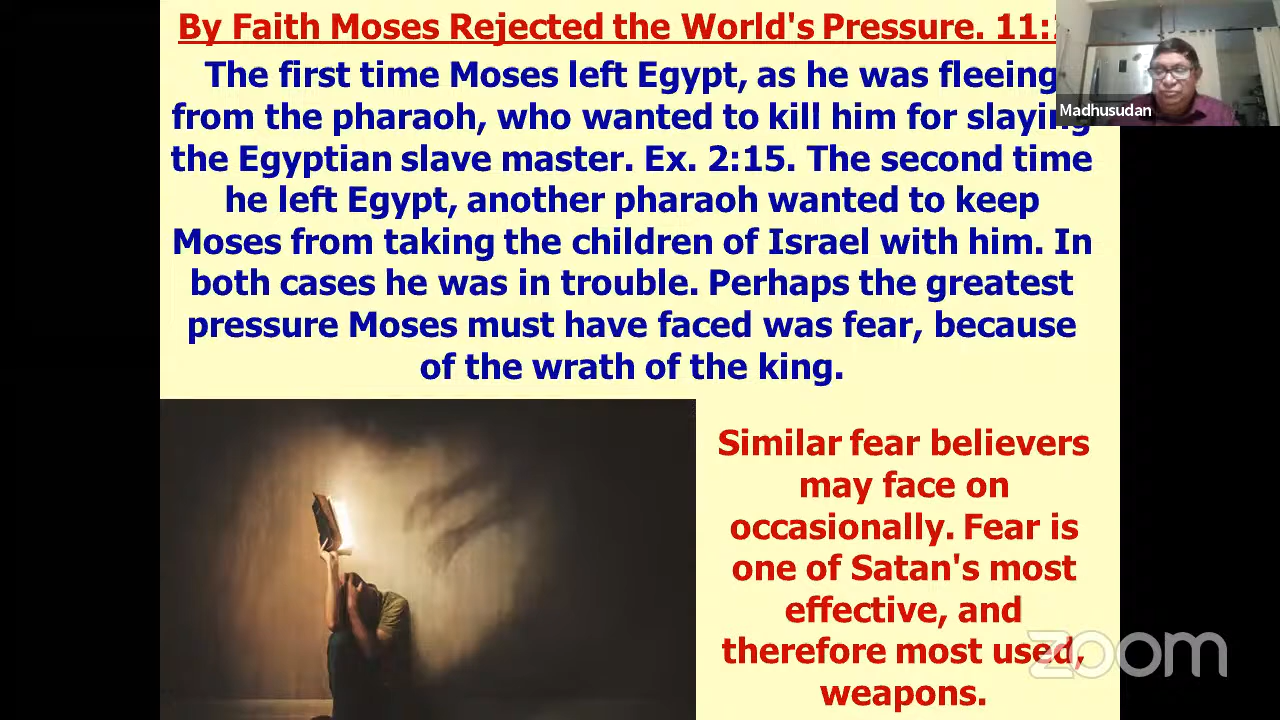 By Faith Moses Rejected the World's Pressure. 11:
The first time Moses left Egypt, as he was fleeing
from the pharaoh, who wanted to kill him for slaying
the Egyptian slave master. Ex. 2:15. The second time
he left Egypt, another pharaoh wanted to keep
Moses from taking the children of Israel with him. In
both cases he was in trouble. Perhaps the greatest
pressure Moses must have faced was fear, because
of the wrath of the king.
Similar fear believers
may face on
occasionally. Fear is
one of Satan's most
effective, and
therefore most used,
weapons.
Madhusudan
zoom